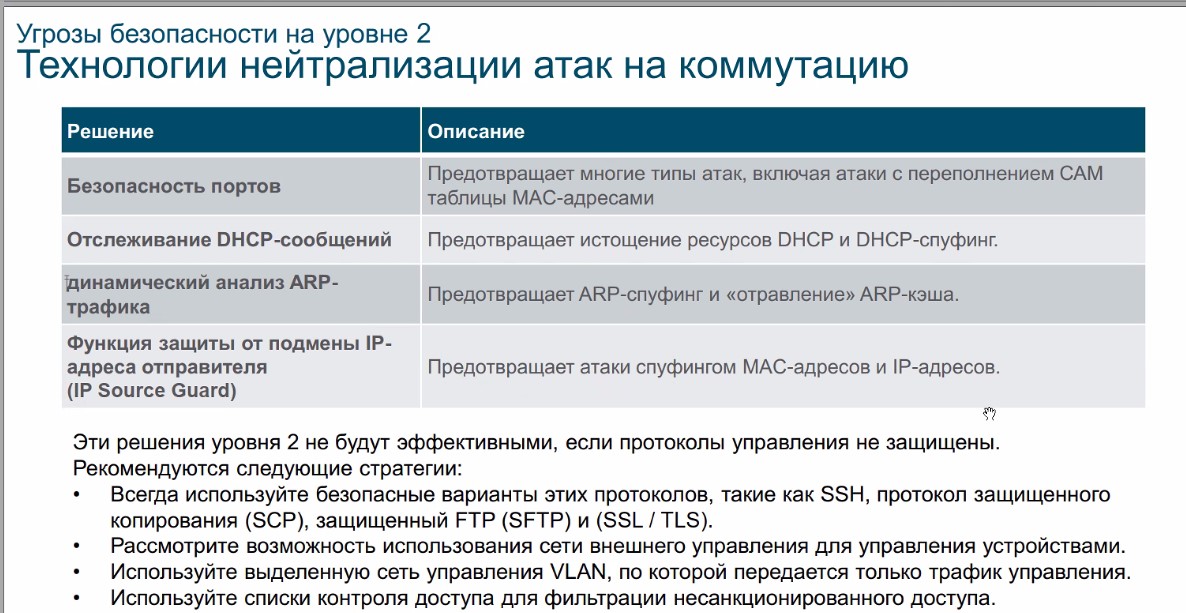 Угрозы безопасности на уровне 2
Технологии нейтрализации атак на коммутацию
Решение
Описание
Безопасность портов
Предотвращает многие типы атак, включая атаки с переполнением CAM
таблицы MAC-адресами
Отслеживание DHCP-сообщений
Предотвращает истощение ресурсов DHCP и DHCP-спуфинг.
динамический анализ ARP-
трафика
Предотвращает ARP-спуфинг и «отравление» ARP-кэша.
Функция защиты от подмены IP-
адреса отправителя
(IP Source Guard)
Предотвращает атаки спуфингом MAC-адресов и IP-адресов.
Эти решения уровня 2 не будут эффективными, если протоколы управления не защищены.
Рекомендуются следующие стратегии:
• Всегда используйте безопасные варианты этих протоколов, такие как SSH, протокол защищенного
копирования (SCP), защищенный FTP (SFTP) и (SSL / TLS).
• Рассмотрите возможность использования сети внешнего управления для управления устройствами.
• Используйте выделенную сеть управления VLAN, по которой передается только трафик управления.
• Используйте списки контроля доступа для фильтрации несанкционированного доступа.